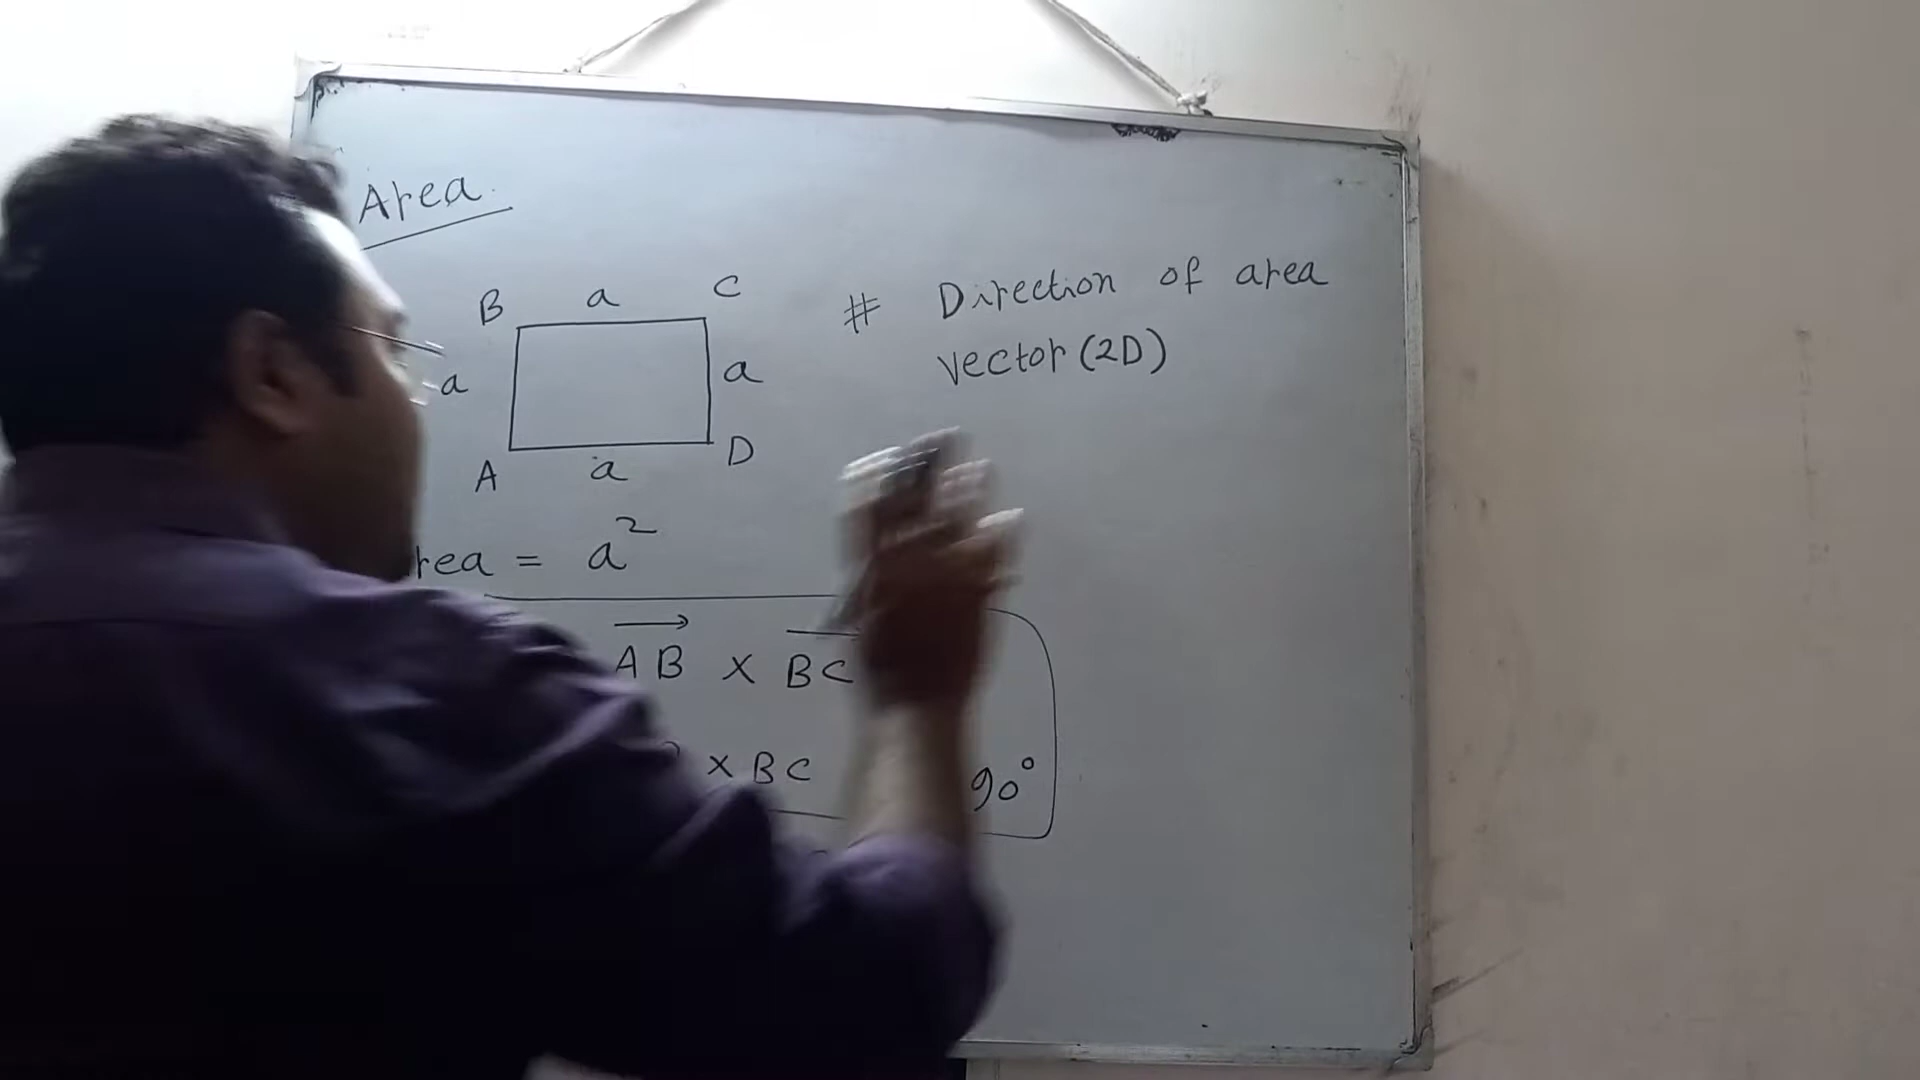 Area.
B a C
a a
A a D
rea = a²
AB X BC
X BC 90°
# Direction of area
vector (2D)